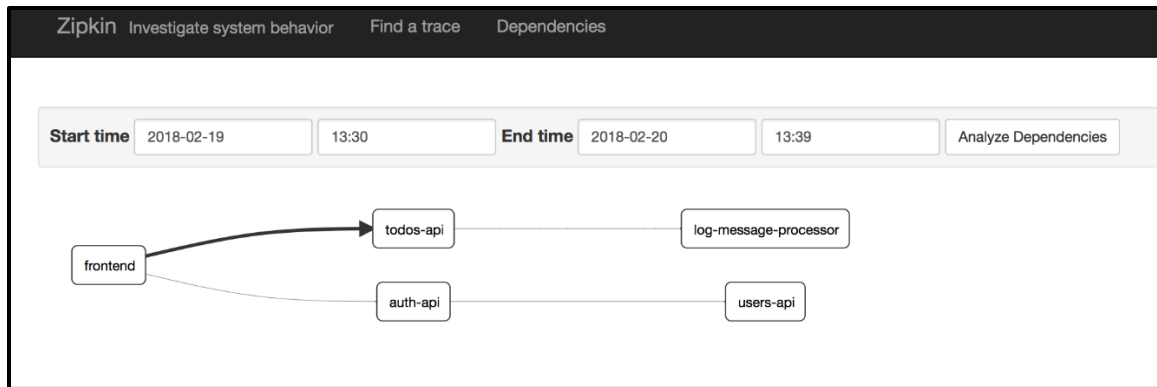 Zipkin Investigate system behavior Find a trace Dependencies
Start time 2018-02-19 13:30 End time 2018-02-20 13:39 Analyze Dependencies
todos-api log-message-processor
frontend
auth-api users-api